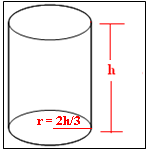 h
r = 2h/3